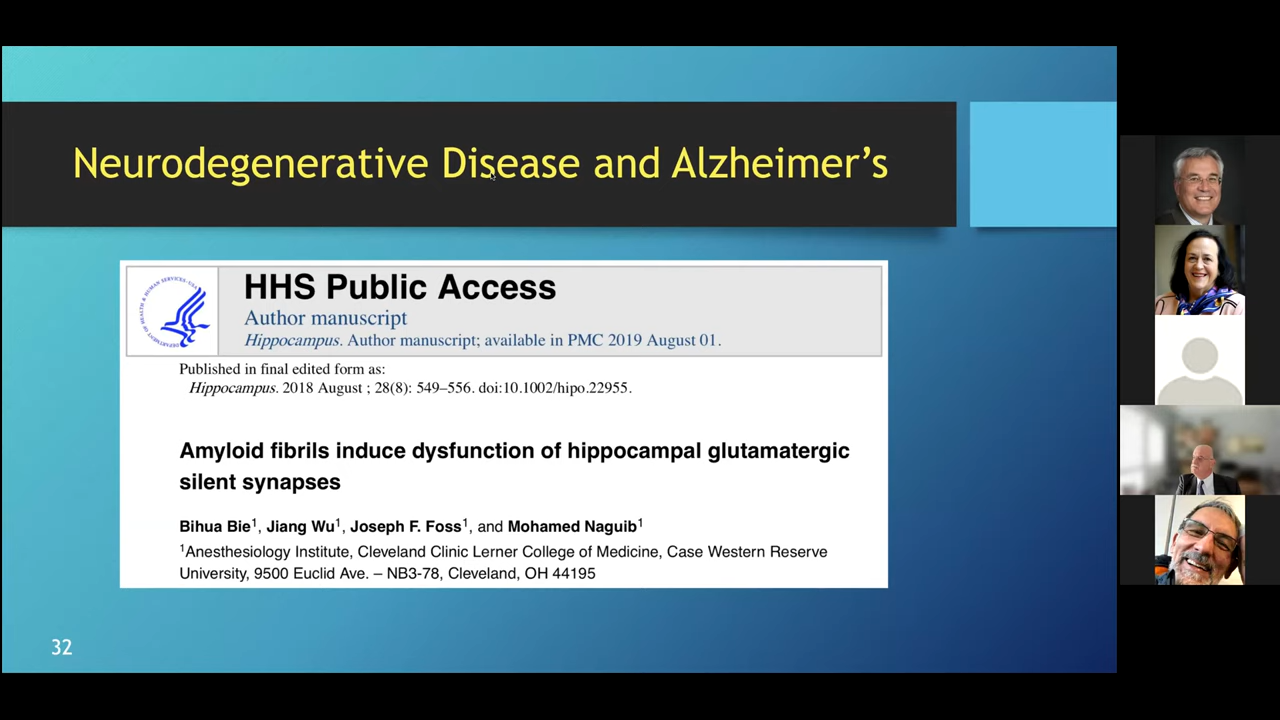 Neurodegenerative Disease and Alzheimer’s
HHS Public Access
Author manuscript
Hippocampus. Author manuscript; available in PMC 2019 August 01.
Published in final edited form as:
Hippocampus. 2018 August ; 28(8): 549–556. doi:10.1002/hipo.22955.
Amyloid fibrils induce dysfunction of hippocampal glutamatergic
silent synapses
Bihua Bie1, Jiang Wu1, Joseph F. Foss1, and Mohamed Naguib1
1Anesthesiology Institute, Cleveland Clinic Lerner College of Medicine, Case Western Reserve
University, 9500 Euclid Ave. – NB3-78, Cleveland, OH 44195
32